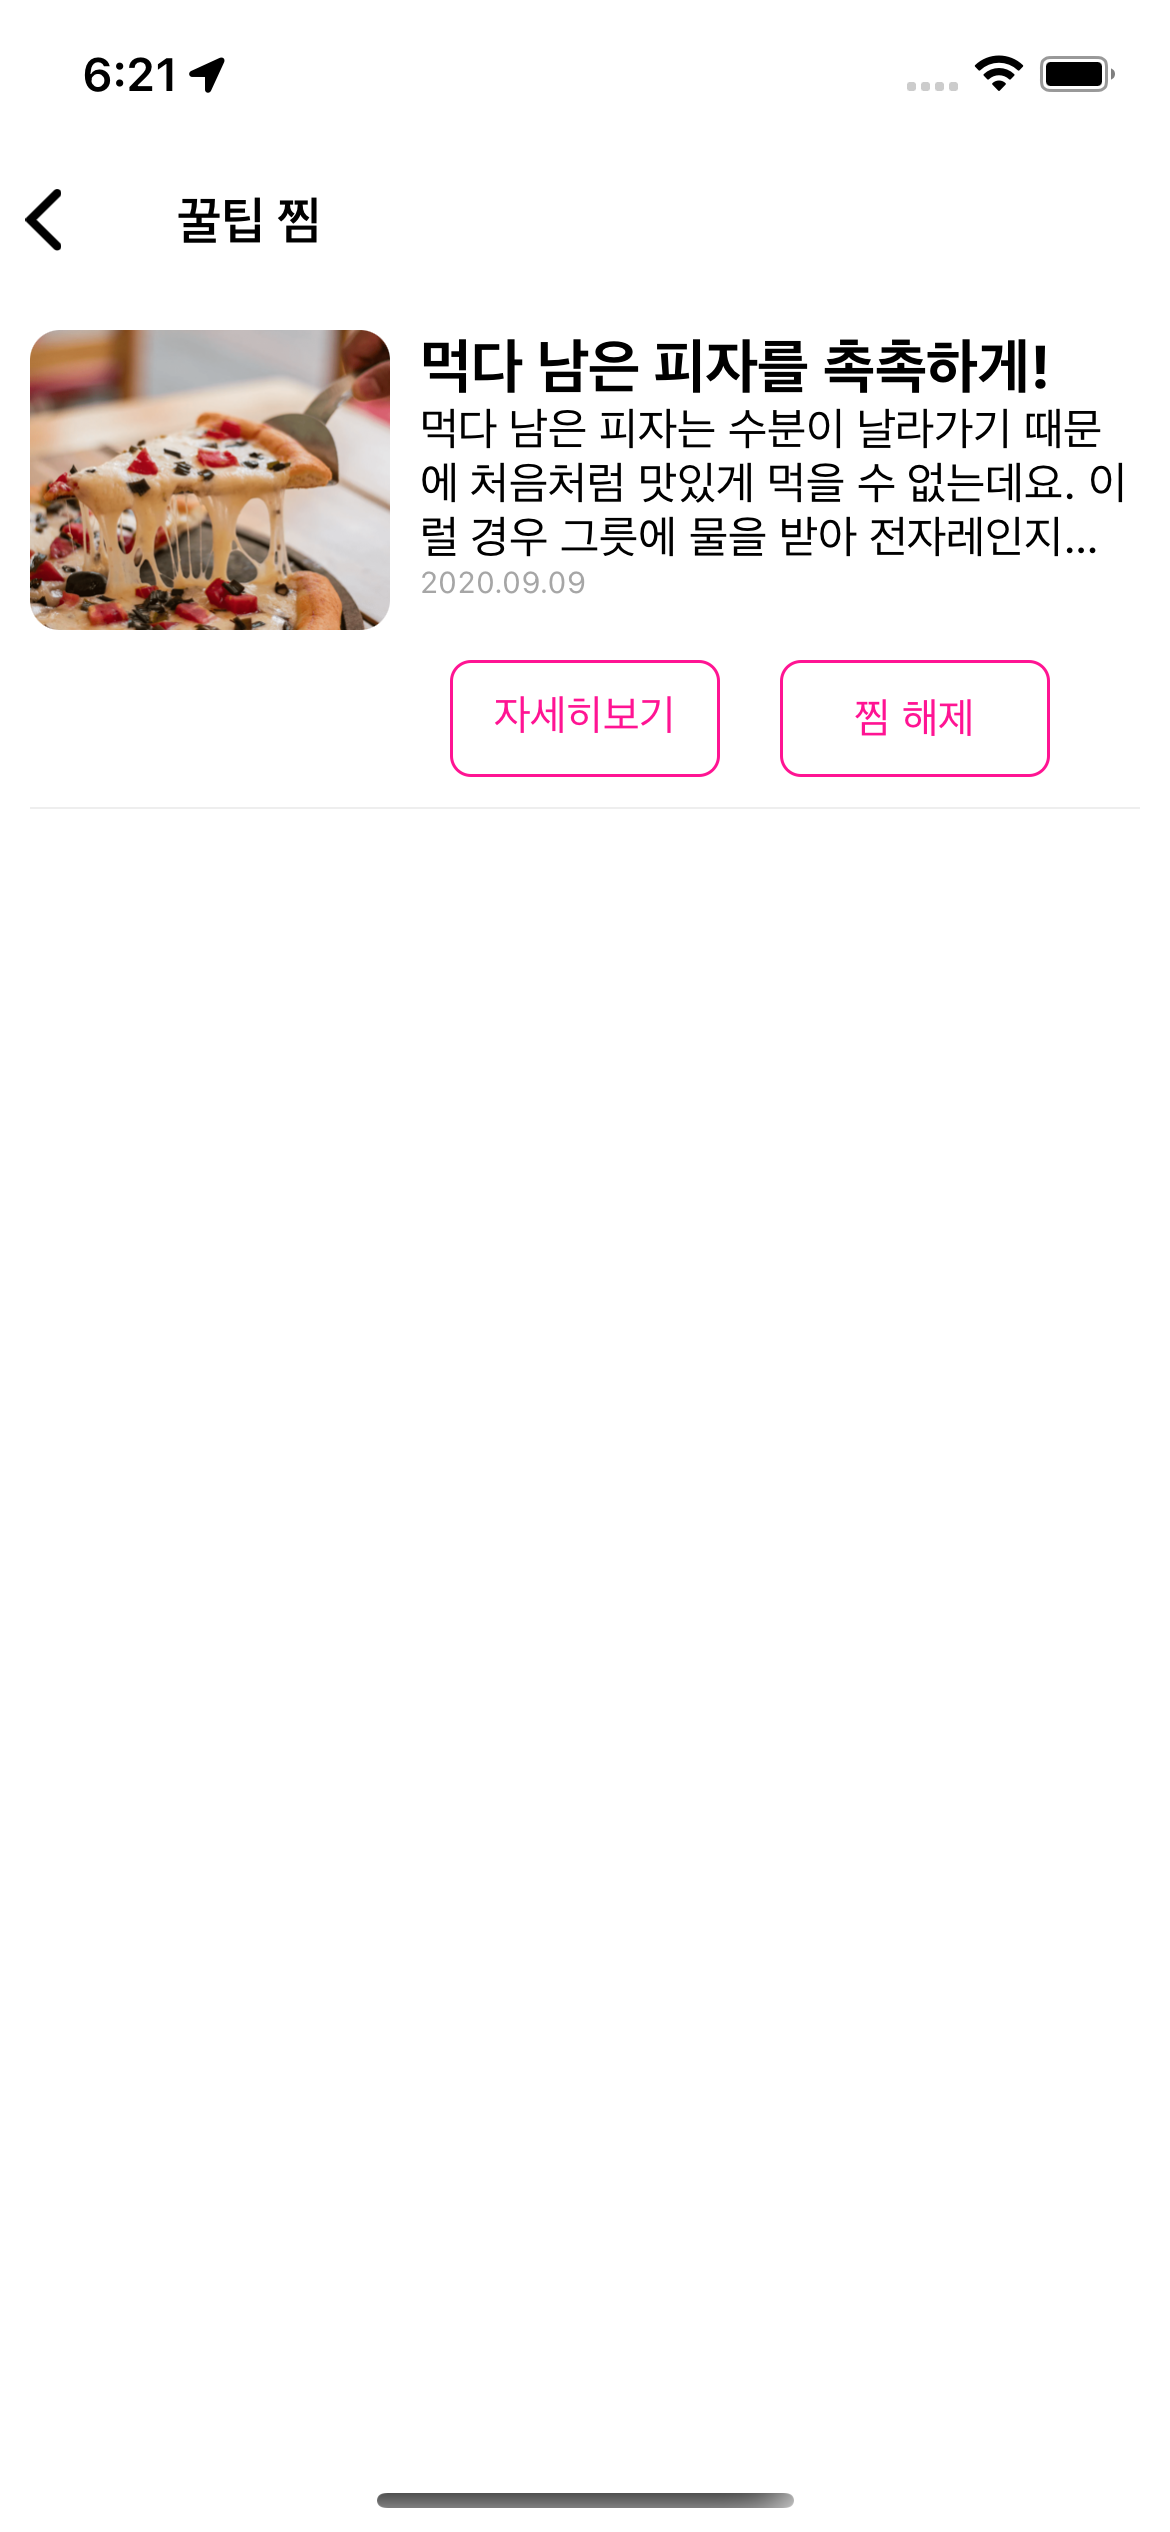 6:21
꿀팁 찜
먹다 남은 피자를 촉촉하게!
먹다 남은 피자는 수분이 날라가기 때문
에 처음처럼 맛있게 먹을 수 없는데요. 이
럴 경우 그릇에 물을 받아 전자레인지...
2020.09.09
자세히보기
찜 해제